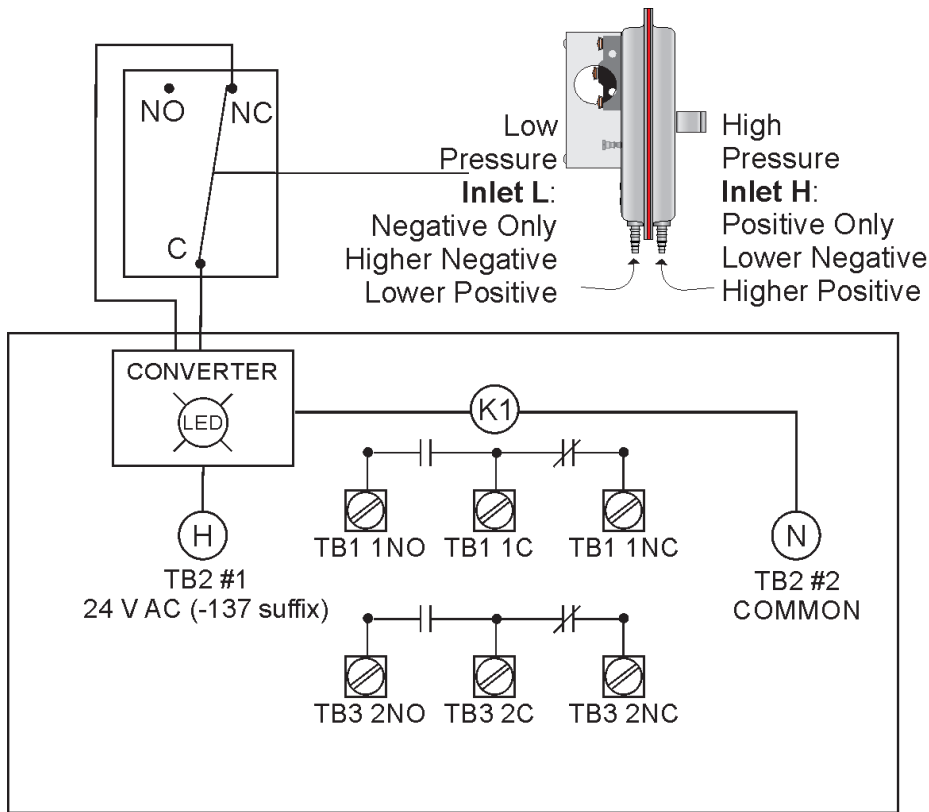 NO
NC
C
Low
Pressure
Inlet L:
Negative Only
Higher Negative
Lower Positive
High
Pressure
Inlet H:
Positive Only
Lower Negative
Higher Positive
CONVERTER
LED
K1
H
TB2 #1
24 V AC (-137 suffix)
TB1 1NO
TB1 1C
TB1 1NC
N
TB2 #2
COMMON
TB3 2NO
TB3 2C
TB3 2NC